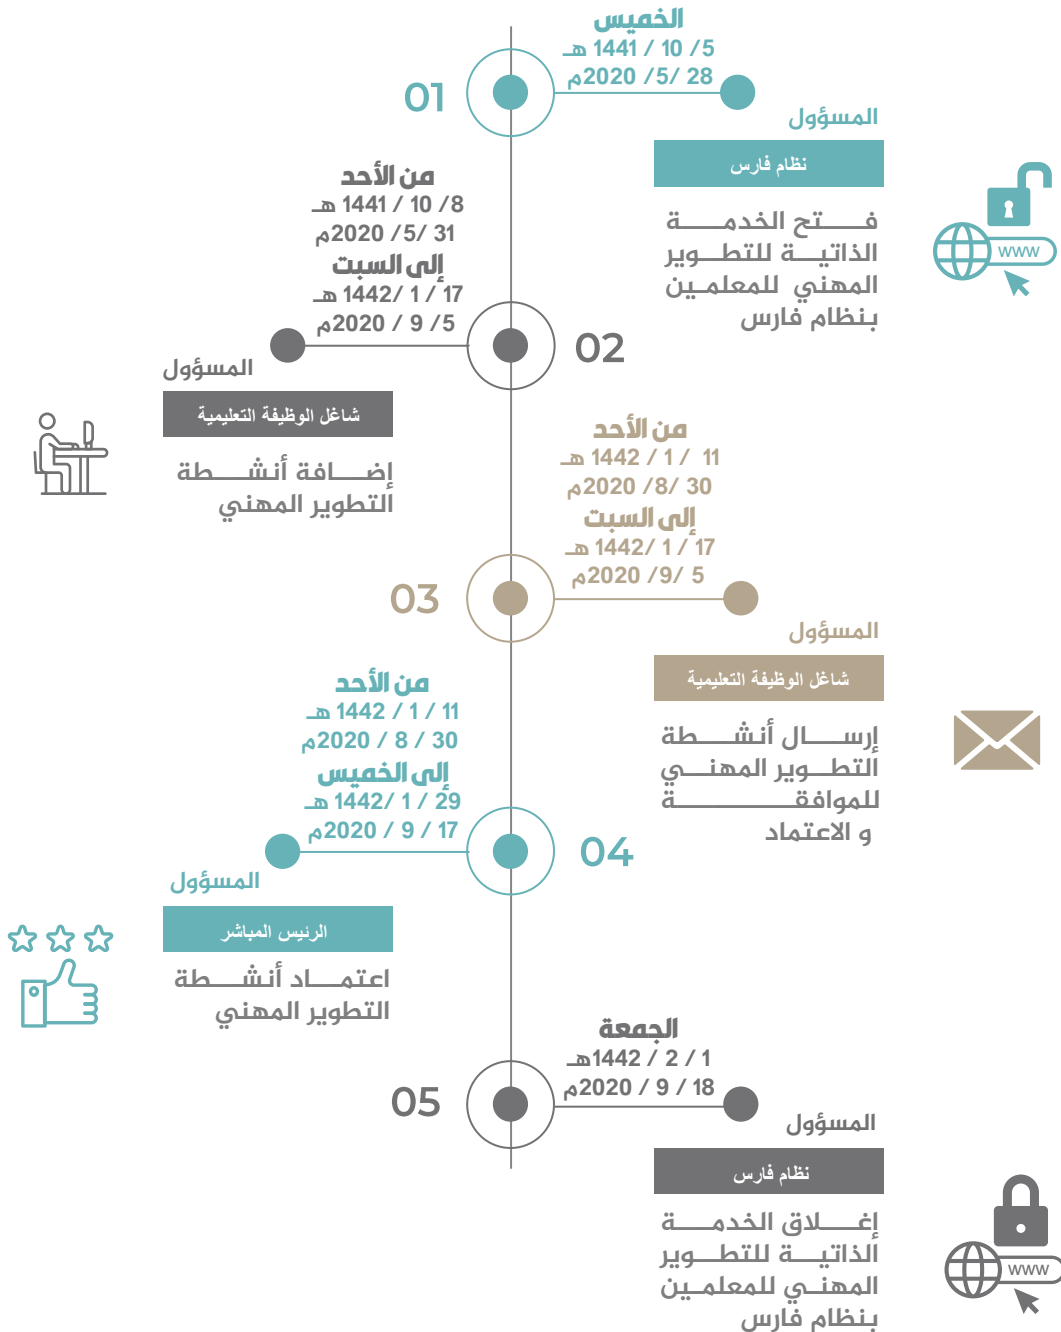 01
الخميس
5/ 10 / 1441 هـ
28 /5/ 2020م
المسؤول
نظام فارس
فتح الخدمة
الذاتية للتطوير
المهني للمعلمين
بنظام فارس
www
02
من الأحد
8/ 10 / 1441 هـ
31 /5/ 2020م
إلى السبت
17 / 1 /1442 هـ
5/ 9 / 2020م
المسؤول
شاغل الوظيفة التعليمية
إضافة أنشطة
التطوير المهني
03
من الأحد
11 / 1 / 1442 هـ
30 /8/ 2020م
إلى السبت
17 / 1 /1442 هـ
5 /9/ 2020م
المسؤول
شاغل الوظيفة التعليمية
إرسال أنشطة
التطوير المهني
للموافقة
و الاعتماد
04
من الأحد
11 / 1 / 1442 هـ
30 / 8 / 2020م
إلى الخميس
29 / 1 /1442 هـ
17 / 9 / 2020م
المسؤول
الرئيس المباشر
اعتماد أنشطة
التطوير المهني
05
الجمعة
1 / 2 / 1442هـ
18 / 9 / 2020م
المسؤول
نظام فارس
إغلاق الخدمة
الذاتية للتطوير
المهني للمعلمين
بنظام فارس
www